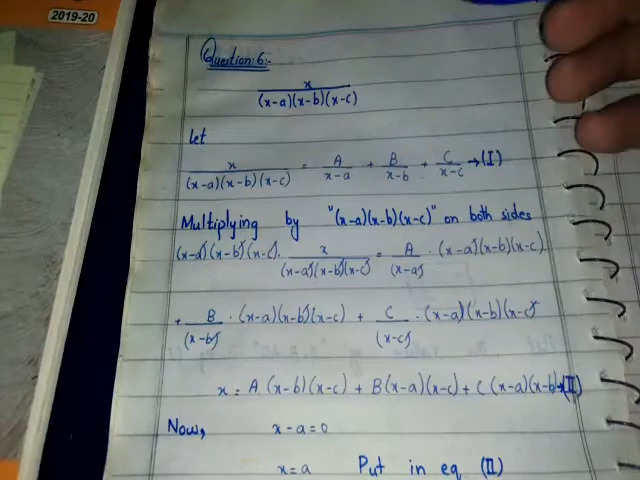 2019-20
Question:6:-
x / (x-a)(x-b)(x-c)
let
x / (x-a)(x-b)(x-c) = A / x-a + B / x-b + C / x-c → (I)
Multiplying by "(x-a)(x-b)(x-c)" on both sides
(x-a)(x-b)(x-c). x / (x-a)(x-b)(x-c) = A / (x-a) . (x-a)(x-b)(x-c)
+ B / (x-b) . (x-a)(x-b)(x-c) + C / (x-c) . (x-a)(x-b)(x-c)
x = A (x-b)(x-c) + B(x-a)(x-c) + C (x-a)(x-b) → (II)
Now, x-a=0
x=a Put in eq (II)